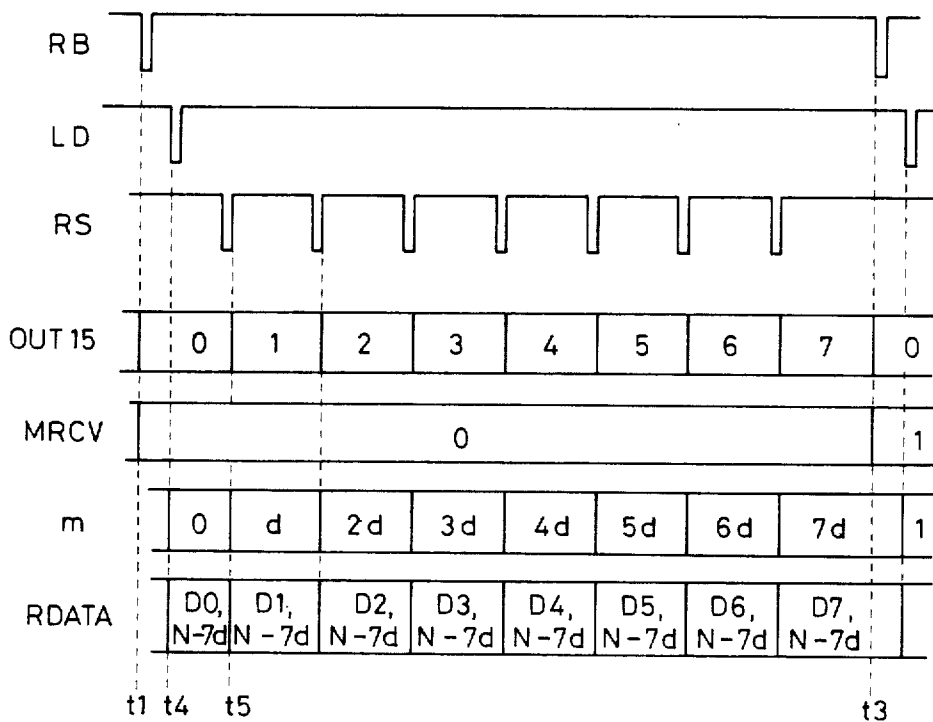 RB
LD
RS
OUT15 0 1 2 3 4 5 6 7 0
MRCV 0 1
m 0 d 2d 3d 4d 5d 6d 7d 1
RDATA D0, D1, D2, D3, D4, D5, D6, D7,
N-7d N-7d N-7d N-7d N-7d N-7d N-7d N-7d
t1 t4 t5 t3